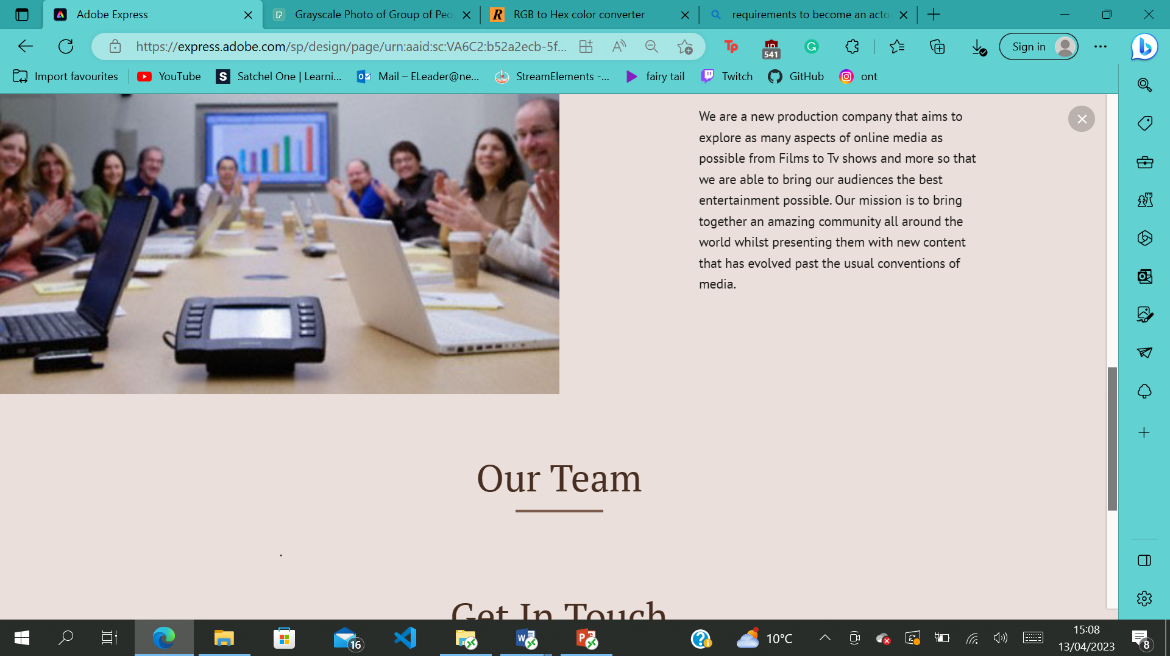 Adobe Express
Grayscale Photo of Group of Peo
RGB to Hex color converter
requirements to become an acto
https://express.adobe.com/sp/design/page/urn:aaid:sc:VA6C2:b52a2ecb-5f...
541
Sign in
Import favourites
YouTube
Satchel One | Learni...
Mail – ELeader@ne...
StreamElements -...
fairy tail
Twitch
GitHub
ont
We are a new production company that aims to
explore as many aspects of online media as
possible from Films to Tv shows and more so that
we are able to bring our audiences the best
entertainment possible. Our mission is to bring
together an amazing community all around the
world whilst presenting them with new content
that has evolved past the usual conventions of
media.
Our Team
.
Get In Touch
16
10°C
15:08
13/04/2023
8